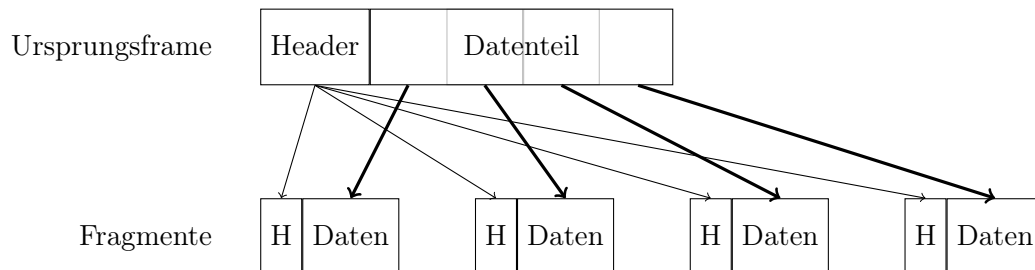 Ursprungsframe Header Datenteil
Fragmente H Daten H Daten H Daten H Daten